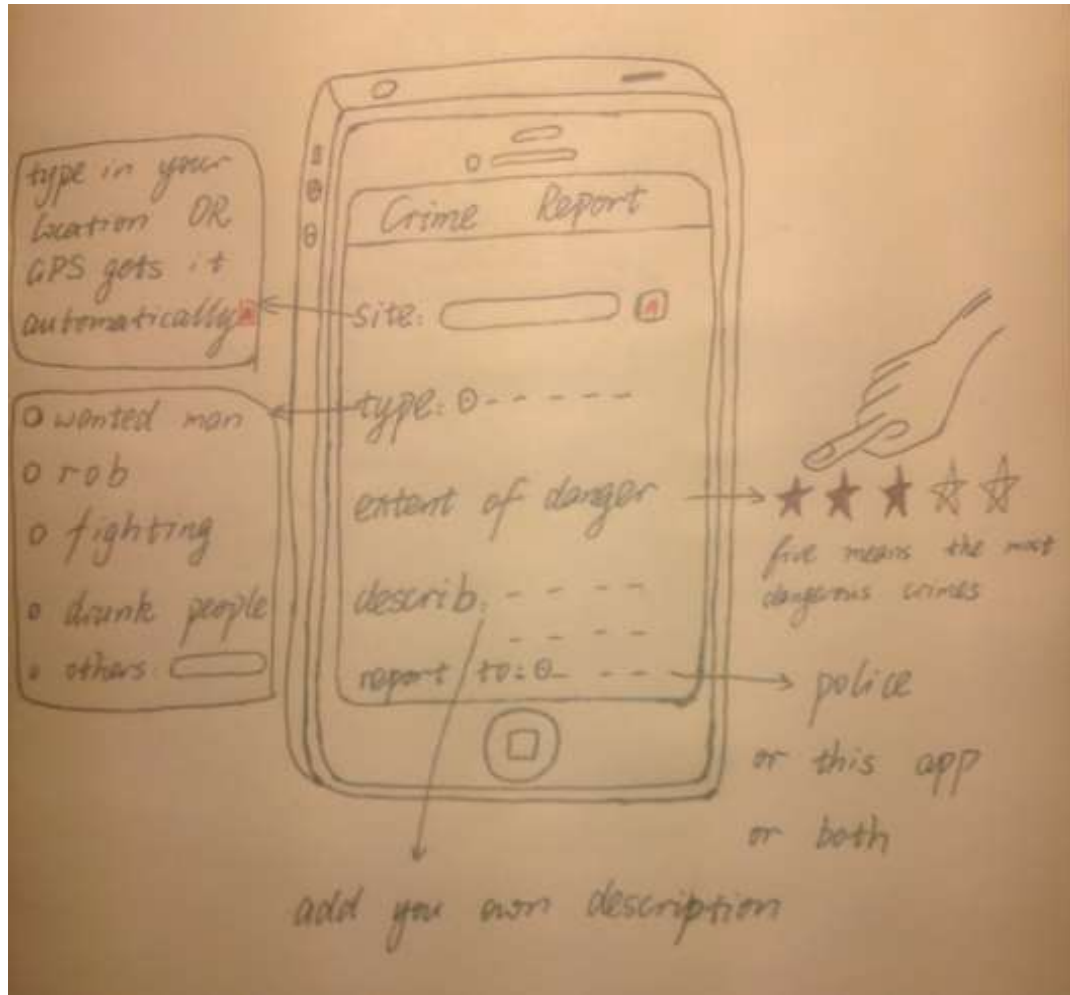 type in your
location OR
GPS gets it
automatically A
wanted man
rob
fighting
drunk people
others:
Crime Report
site: A
type:
extent of danger
describ:
report to:
five means the most
dangerous crimes
police
or this app
or both
add you own description